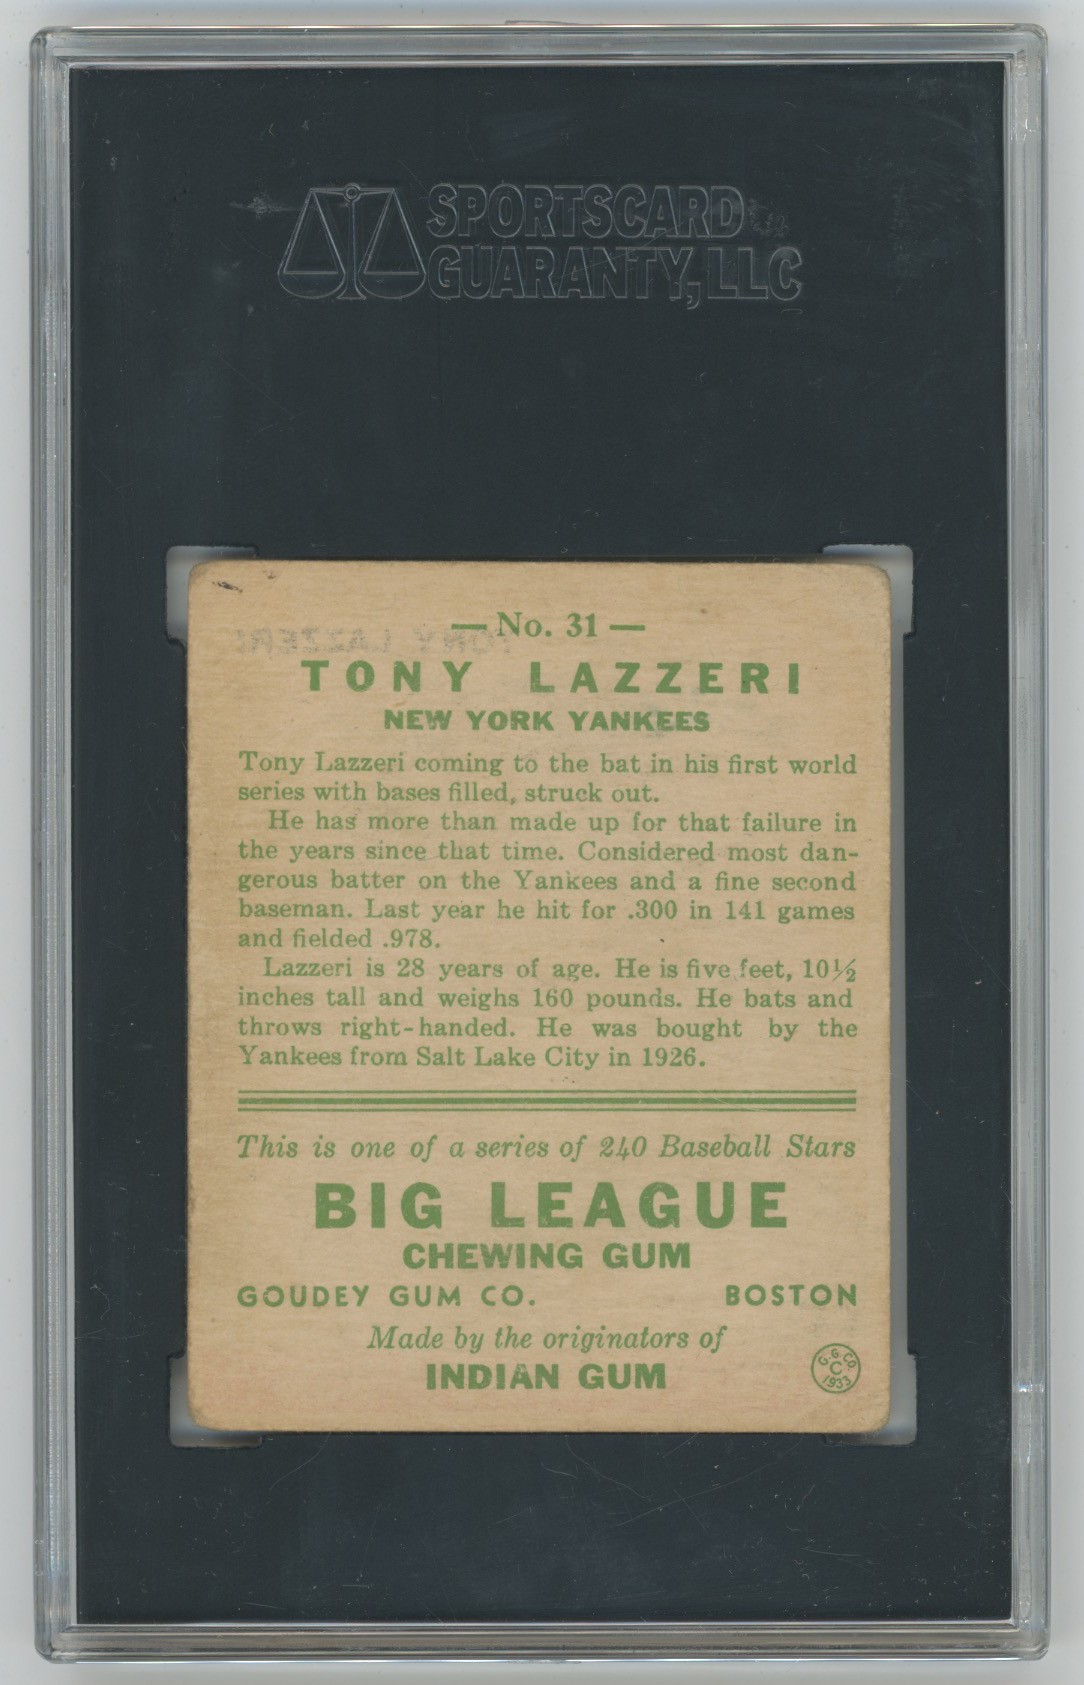 SPORTSCARD
GUARANTY, LLC
— No. 31 —
TONY LAZZERI
TONY LAZZERI
NEW YORK YANKEES
Tony Lazzeri coming to the bat in his first world
series with bases filled, struck out.
He has more than made up for that failure in
the years since that time. Considered most dan-
gerous batter on the Yankees and a fine second
baseman. Last year he hit for .300 in 141 games
and fielded .978.
Lazzeri is 28 years of age. He is five feet, 10½
inches tall and weighs 160 pounds. He bats and
throws right-handed. He was bought by the
Yankees from Salt Lake City in 1926.
This is one of a series of 240 Baseball Stars
BIG LEAGUE
CHEWING GUM
GOUDEY GUM CO. BOSTON
Made by the originators of
INDIAN GUM
G. G. CO.
C
1933